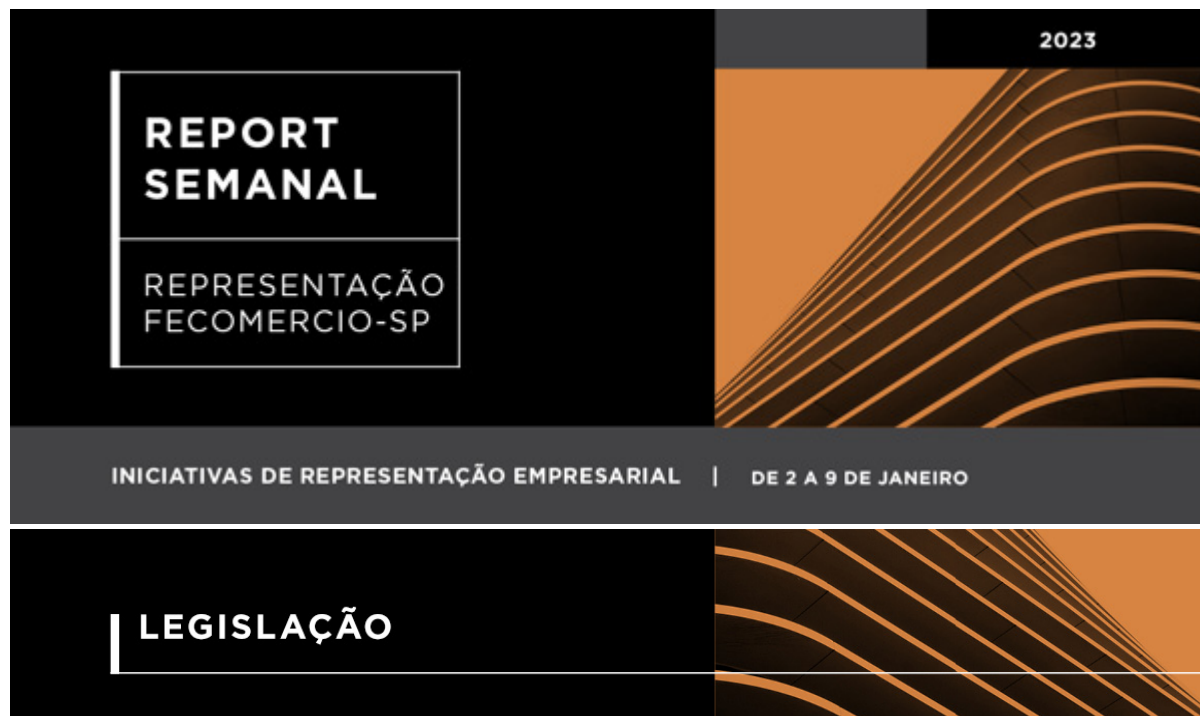 2023
REPORT
SEMANAL
REPRESENTAÇÃO
FECOMERCIO-SP
INICIATIVAS DE REPRESENTAÇÃO EMPRESARIAL | DE 2 A 9 DE JANEIRO
LEGISLAÇÃO